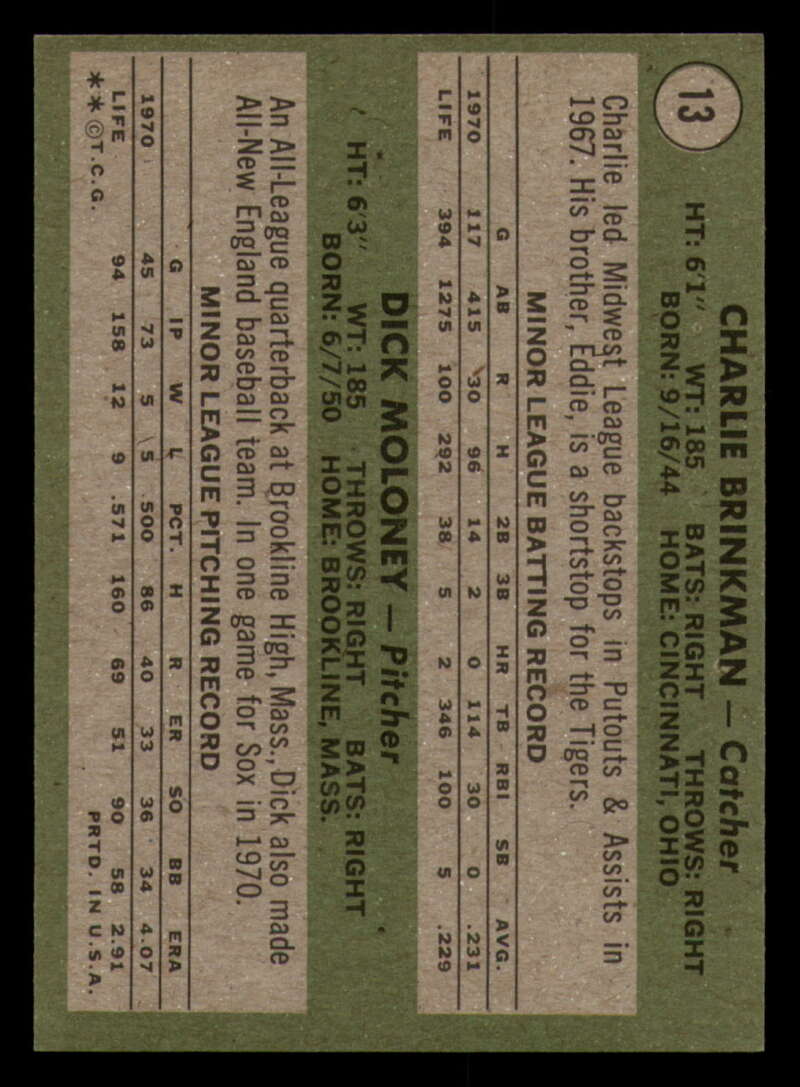 13
CHARLIE BRINKMAN — Catcher
HT: 6'1" WT: 185 BATS: RIGHT THROWS: RIGHT
BORN: 9/16/44 HOME: CINCINNATI, OHIO
Charlie led Midwest League backstops in Putouts & Assists in
1967. His brother, Eddie, is a shortstop for the Tigers.
MINOR LEAGUE BATTING RECORD
G AB R H 2B 3B HR TB RBI SB AVG.
1970 117 415 30 96 14 2 0 114 30 0 .231
LIFE 394 1275 100 292 38 5 2 346 100 5 .229
DICK MOLONEY — Pitcher
HT: 6'3" WT: 185 THROWS: RIGHT BATS: RIGHT
BORN: 6/7/50 HOME: BROOKLINE, MASS.
An All-League quarterback at Brookline High, Mass., Dick also made
All-New England baseball team. In one game for Sox in 1970.
MINOR LEAGUE PITCHING RECORD
G IP W L PCT. H R ER SO BB ERA
1970 45 73 5 5 .500 86 40 33 36 34 4.07
LIFE 94 158 12 9 .571 160 69 51 90 58 2.91
**©T.C.G. PRTD. IN U.S.A.